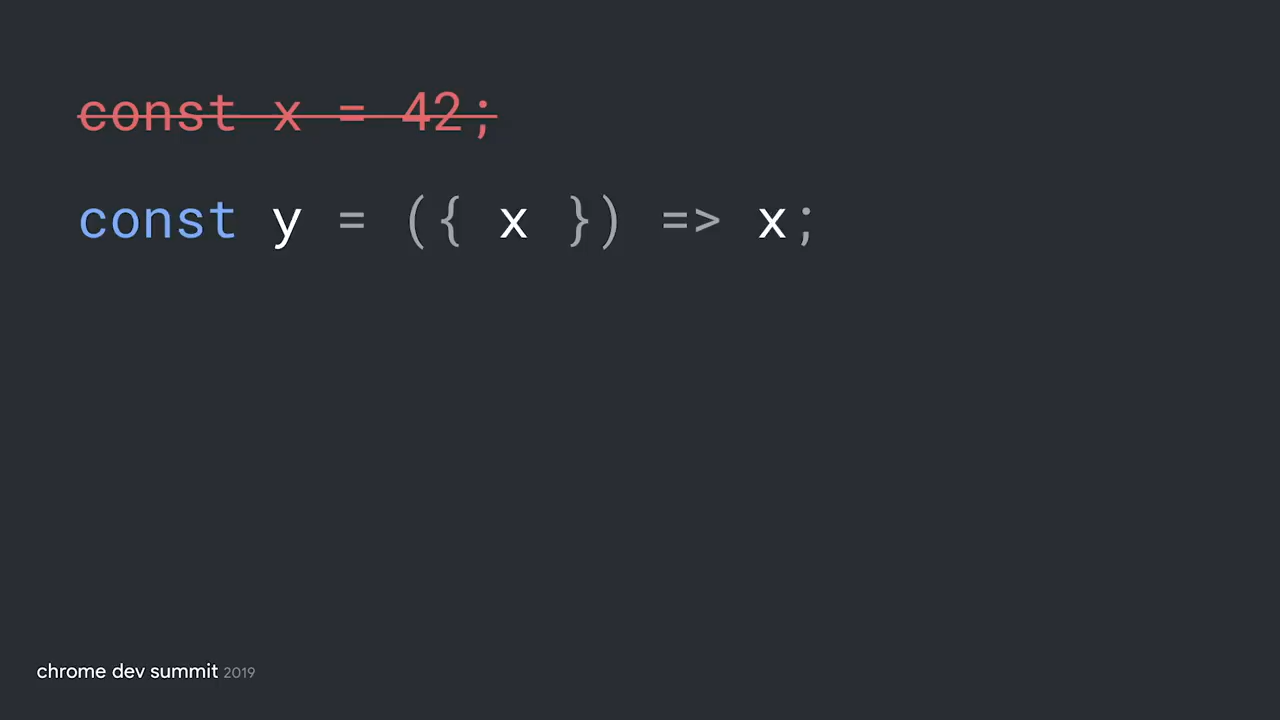 const x = 42;
const y = ({ x }) => x;
chrome dev summit 2019